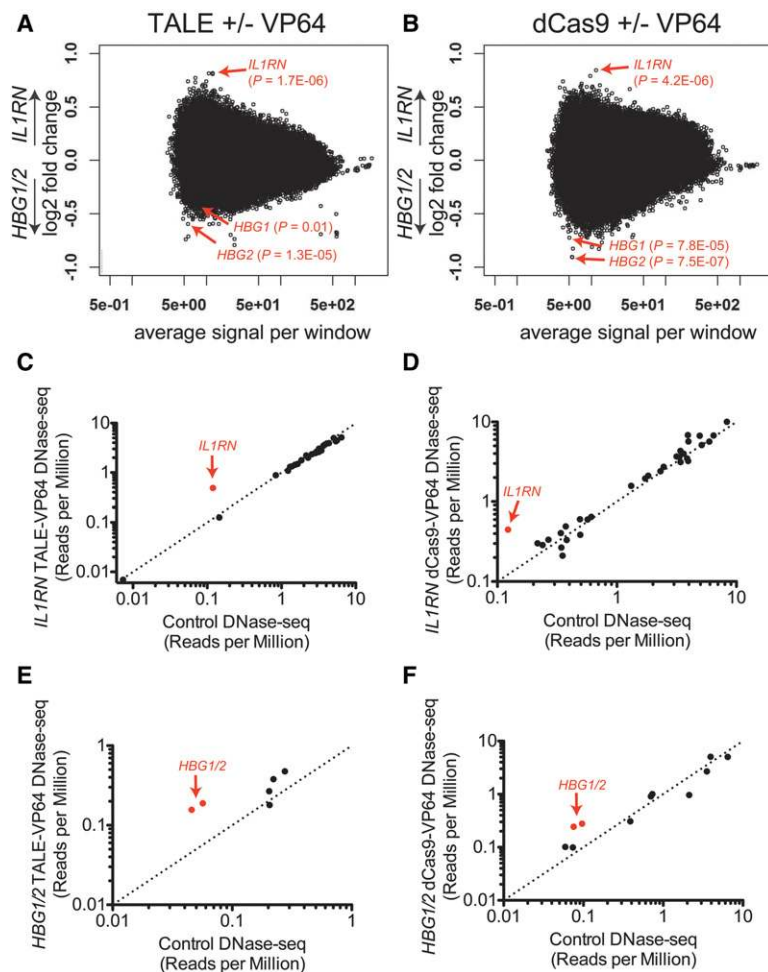 A
TALE +/- VP64
HBG1/2
IL1RN
log2 fold change
1.0
0.5
0.0
-0.5
-1.0
IL1RN
(P = 1.7E-06)
HBG1 (P = 0.01)
HBG2 (P = 1.3E-05)
5e-01
5e+00
5e+01
5e+02
average signal per window
B
dCas9 +/- VP64
HBG1/2
IL1RN
log2 fold change
1.0
0.5
0.0
-0.5
-1.0
IL1RN
(P = 4.2E-06)
HBG1 (P = 7.8E-05)
HBG2 (P = 7.5E-07)
5e-01
5e+00
5e+01
5e+02
average signal per window
C
IL1RN TALE-VP64 DNase-seq
(Reads per Million)
10
1
0.1
0.01
IL1RN
0.01
0.1
1
10
Control DNase-seq
(Reads per Million)
D
IL1RN dCas9-VP64 DNase-seq
(Reads per Million)
10
1
0.1
IL1RN
0.1
1
10
Control DNase-seq
(Reads per Million)
E
HBG1/2 TALE-VP64 DNase-seq
(Reads per Million)
1
0.1
0.01
HBG1/2
0.01
0.1
1
Control DNase-seq
(Reads per Million)
F
HBG1/2 dCas9-VP64 DNase-seq
(Reads per Million)
10
1
0.1
0.01
HBG1/2
0.01
0.1
1
10
Control DNase-seq
(Reads per Million)